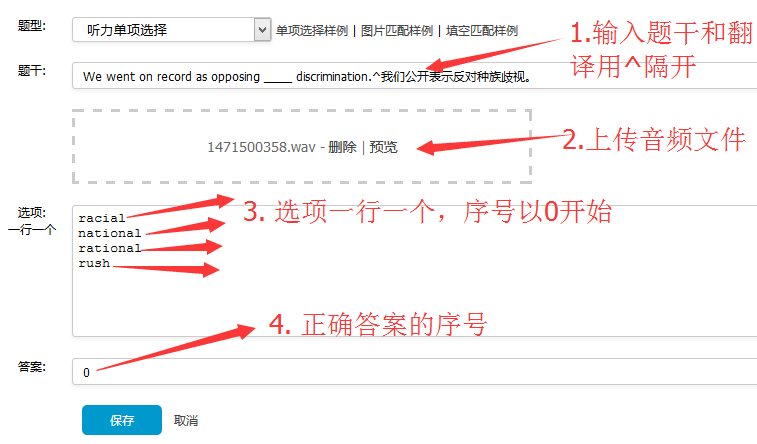 题型: 听力单项选择 单项选择样例 | 图片匹配样例 | 填空匹配样例
1.输入题干和翻
译用^隔开
题干: We went on record as opposing _____ discrimination.^我们公开表示反对种族歧视。
1471500358.wav - 删除 | 预览
2.上传音频文件
选项:
一行一个
racial
national
rational
rush
3. 选项一行一个，序号以0开始
4. 正确答案的序号
答案: 0
保存 取消